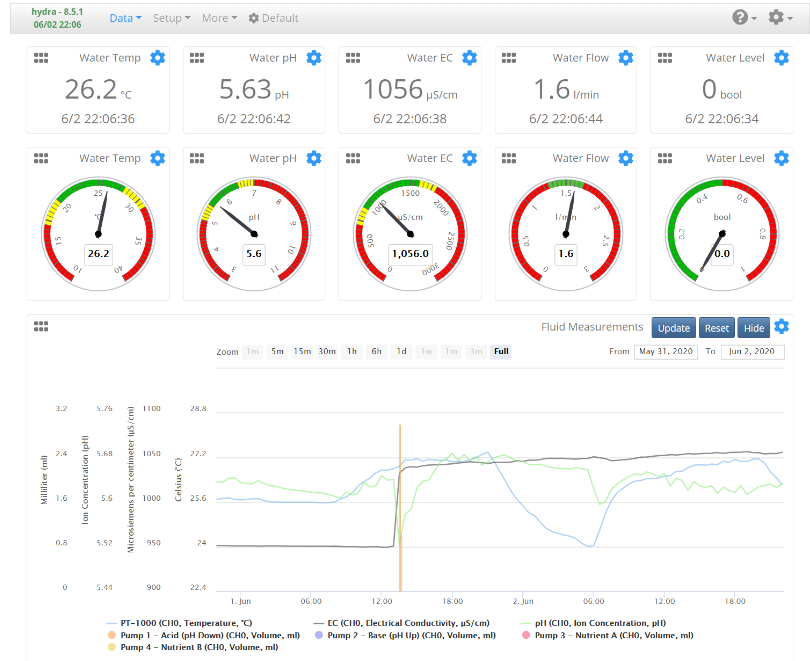 hydra - 8.5.1
06/02 22:06
Data Setup More Default
Water Temp
26.2 °C
6/2 22:06:36
Water pH
5.63 pH
6/2 22:06:42
Water EC
1056 µS/cm
6/2 22:06:38
Water Flow
1.6 l/min
6/2 22:06:44
Water Level
0 bool
6/2 22:06:34
Water Temp
10 15 20 25 30 35 40
°C
26.2
Water pH
3 4 5 6 7 8 9 10 11
pH
5.6
Water EC
0 500 1000 1500 2000 2500 3000
µS/cm
1,056.0
Water Flow
0 0.5 1 1.5 2 2.5 3
l/min
1.6
Water Level
0.2 0.4 0.6 0.8 1
bool
0.0
Fluid Measurements Update Reset Hide
Zoom 1m 5m 15m 30m 1h 6h 1d 1w 1m 3m Full From May 31, 2020 To Jun 2, 2020
Milliliter (ml)
3.2
2.4
1.6
0.8
0
Ion Concentration (pH)
5.76
5.68
5.6
5.52
5.44
Microsiemens per centimeter (µS/cm)
1100
1050
1000
950
900
Celsius (°C)
28.8
27.2
25.6
24
22.4
1. Jun 06:00 12:00 18:00 2. Jun 06:00 12:00 18:00
PT-1000 (CH0, Temperature, °C) EC (CH0, Electrical Conductivity, µS/cm) pH (CH0, Ion Concentration, pH)
Pump 1 - Acid (pH Down) (CH0, Volume, ml) Pump 2 - Base (pH Up) (CH0, Volume, ml) Pump 3 - Nutrient A (CH0, Volume, ml)
Pump 4 - Nutrient B (CH0, Volume, ml)